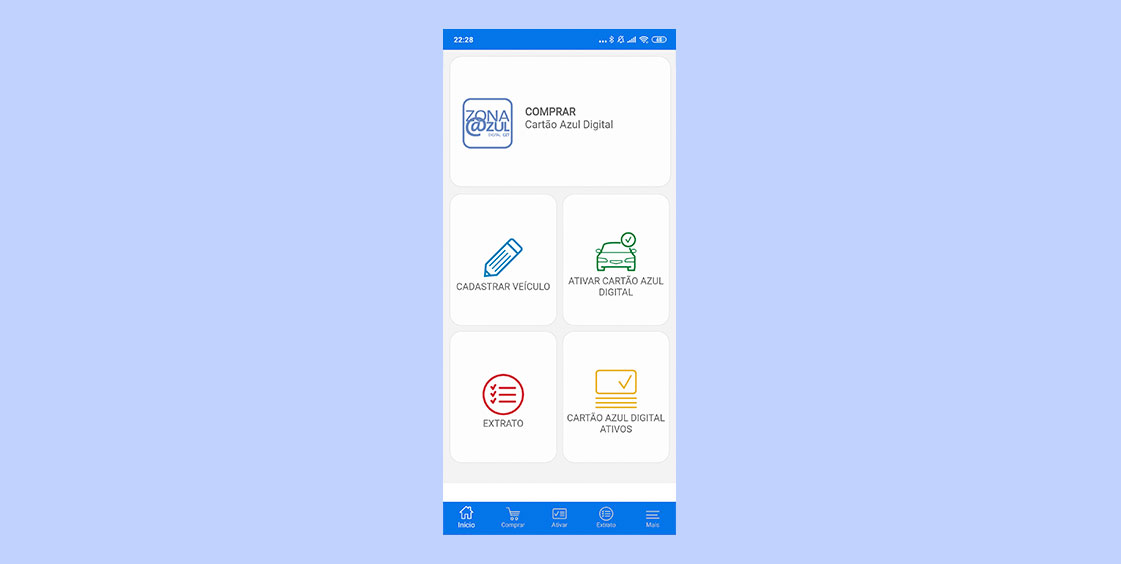 22:28
ZONA
@ZUL
DIGITAL CET
COMPRAR
Cartão Azul Digital
CADASTRAR VEÍCULO
ATIVAR CARTÃO AZUL
DIGITAL
EXTRATO
CARTÃO AZUL DIGITAL
ATIVOS
Início
Comprar
Ativar
Extrato
Mais